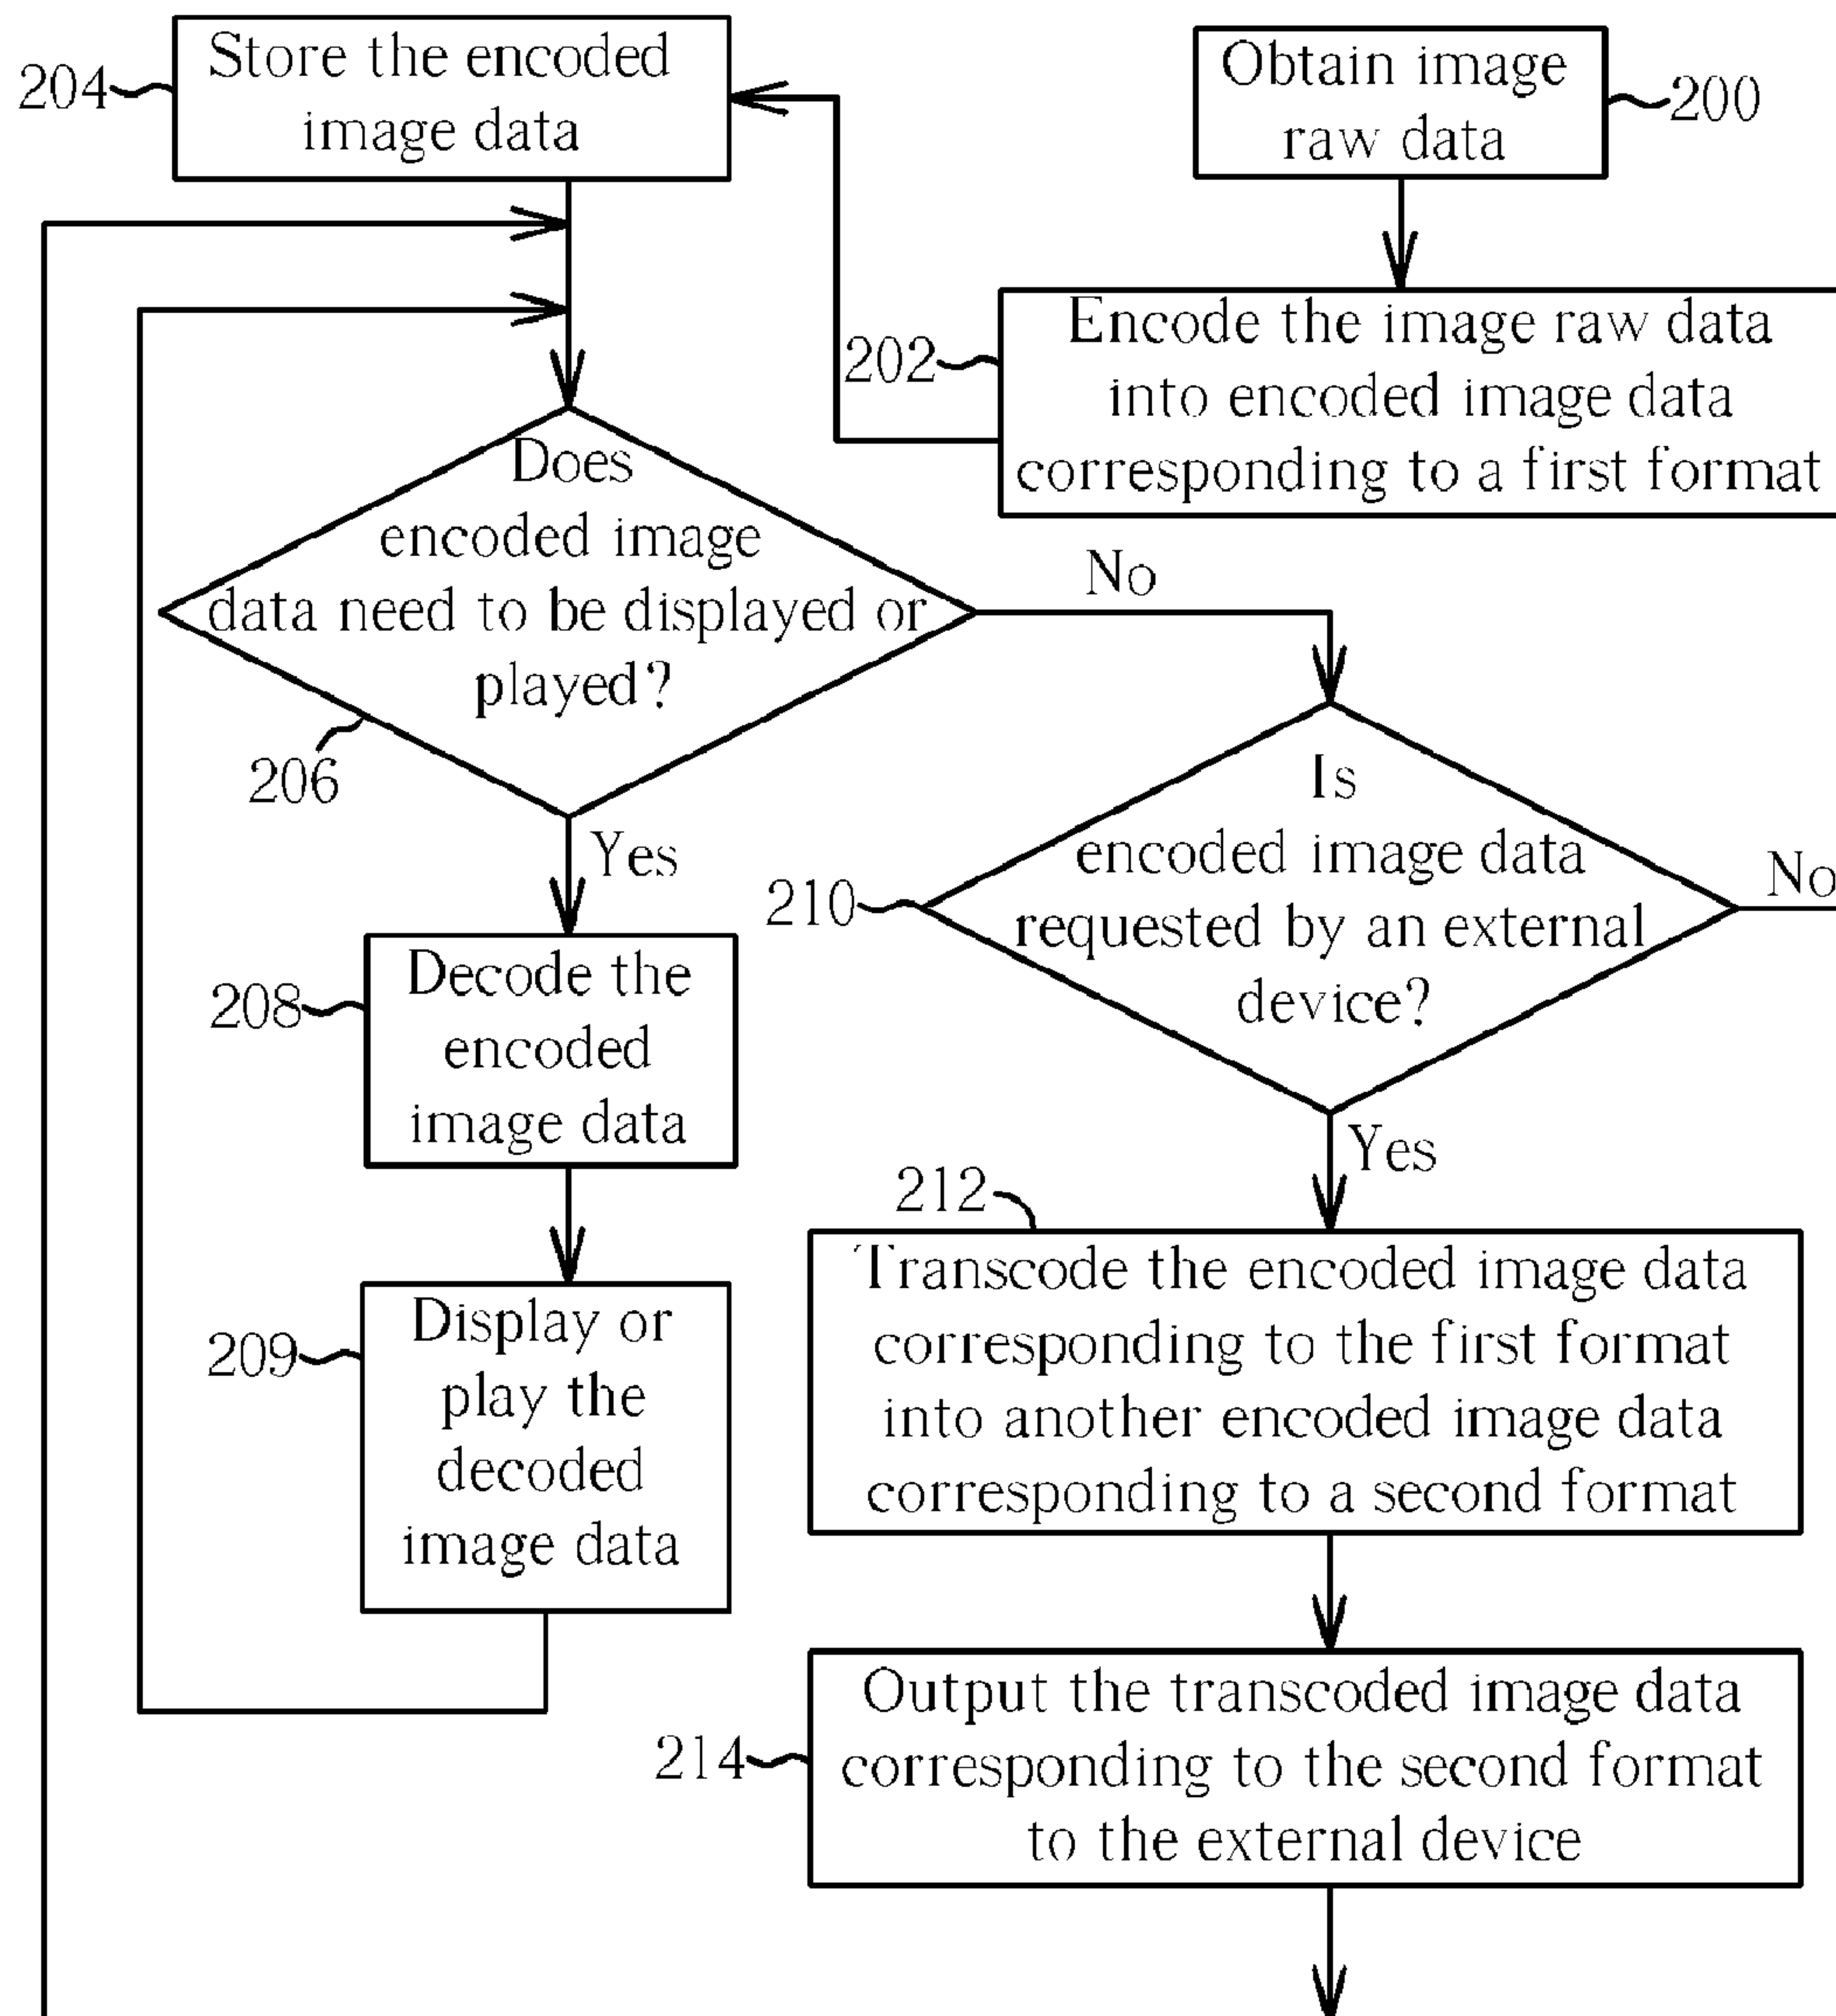 Obtain image
raw data
200
Encode the image raw data
into encoded image data
corresponding to a first format
202
Store the encoded
image data
204
Does
encoded image
data need to be displayed or
played?
206
No
Yes
Decode the
encoded
image data
208
Display or
play the
decoded
image data
209
Is
encoded image data
requested by an external
device?
210
No
Yes
212
Transcode the encoded image data
corresponding to the first format
into another encoded image data
corresponding to a second format
Output the transcoded image data
corresponding to the second format
to the external device
214